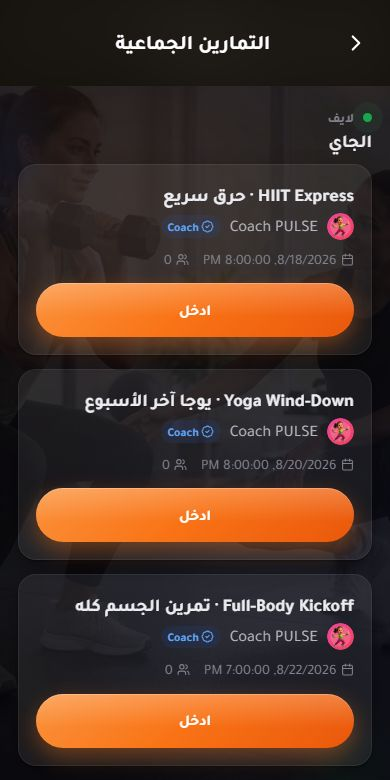 التمارين الجماعية
لايف
الجاي
HIIT Express · حرق سريع
Coach PULSE Coach
8/18/2026, 8:00:00 PM 0
ادخل
Yoga Wind-Down · يوجا آخر الأسبوع
Coach PULSE Coach
8/20/2026, 8:00:00 PM 0
ادخل
Full-Body Kickoff · تمرين الجسم كله
Coach PULSE Coach
8/22/2026, 7:00:00 PM 0
ادخل